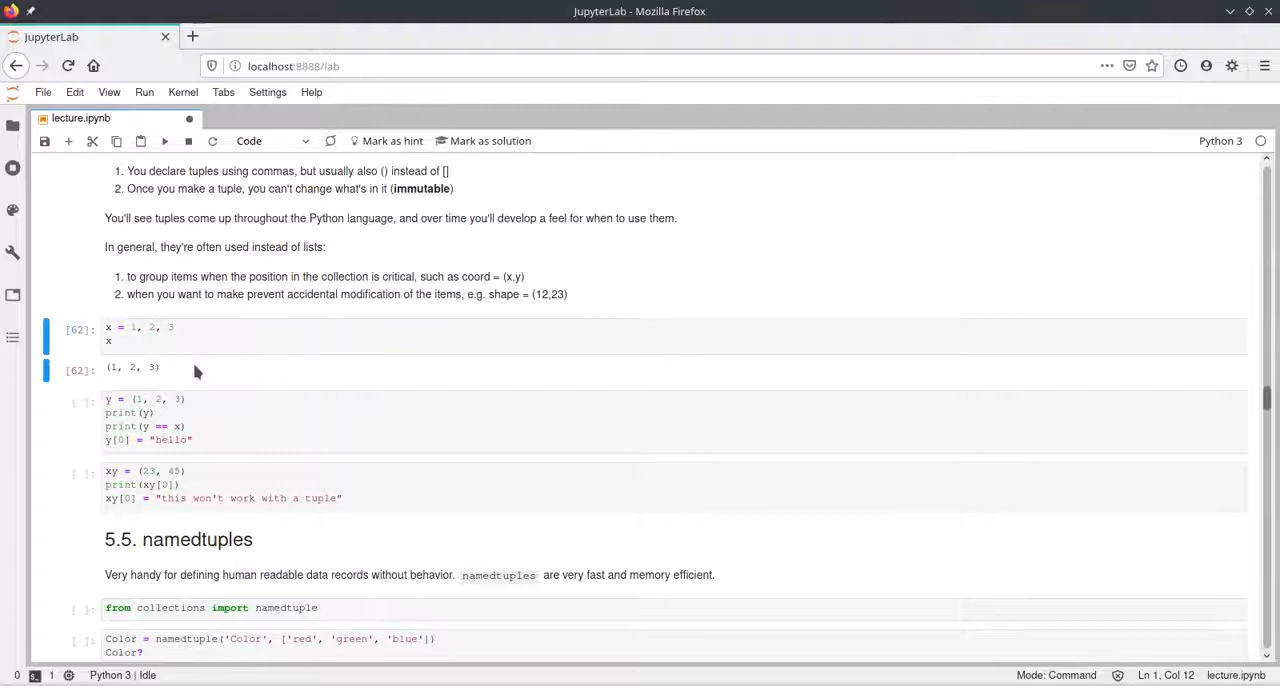 JupyterLab - Mozilla Firefox
JupyterLab
localhost:8888/lab
File Edit View Run Kernel Tabs Settings Help
lecture.ipynb
Code Mark as hint Mark as solution Python 3
1. You declare tuples using commas, but usually also () instead of []
2. Once you make a tuple, you can't change what's in it (immutable)
You'll see tuples come up throughout the Python language, and over time you'll develop a feel for when to use them.
In general, they're often used instead of lists:
1. to group items when the position in the collection is critical, such as coord = (x,y)
2. when you want to make prevent accidental modification of the items, e.g. shape = (12,23)
[62]: x = 1, 2, 3
x
[62]: (1, 2, 3)
[ ]: y = (1, 2, 3)
print(y)
print(y == x)
y[0] = "hello"
[ ]: xy = (23, 45)
print(xy[0])
xy[0] = "this won't work with a tuple"
5.5. namedtuples
Very handy for defining human readable data records without behavior. namedtuples are very fast and memory efficient.
[ ]: from collections import namedtuple
[ ]: Color = namedtuple('Color', ['red', 'green', 'blue'])
Color?
0 1 Python 3 | Idle Mode: Command Ln 1, Col 12 lecture.ipynb